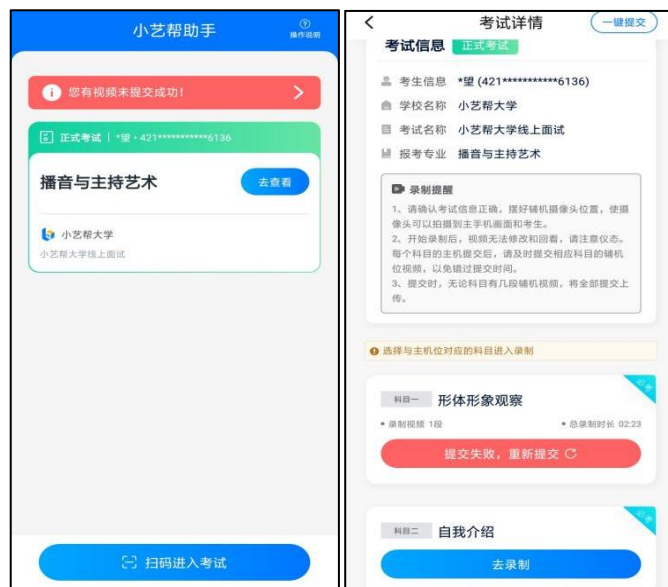 小艺帮助手
操作说明
您有视频未提交成功!
正式考试 | *望·421***********6136
播音与主持艺术
去查看
小艺帮大学
小艺帮大学线上面试
扫码进入考试
考试详情
一键提交
考试信息 正式考试
考生信息 *望 (421***********6136)
学校名称 小艺帮大学
考试名称 小艺帮大学线上面试
报考专业 播音与主持艺术
录制提醒
1、请确认考试信息正确，摆好辅机摄像头位置，使摄
像头可以拍摄到主手机画面和考生。
2、开始录制后，视频无法修改和回看，请注意仪态。
每个科目的主机提交后，请及时提交相应科目的辅机
位视频，以免错过提交时间。
3、提交时，无论科目有几段辅机视频，将全部提交上
传。
选择与主机位对应的科目进入录制
必考
科目一 形体形象观察
• 录制视频 1段
• 总录制时长 02:23
提交失败，重新提交
必考
科目二 自我介绍
去录制